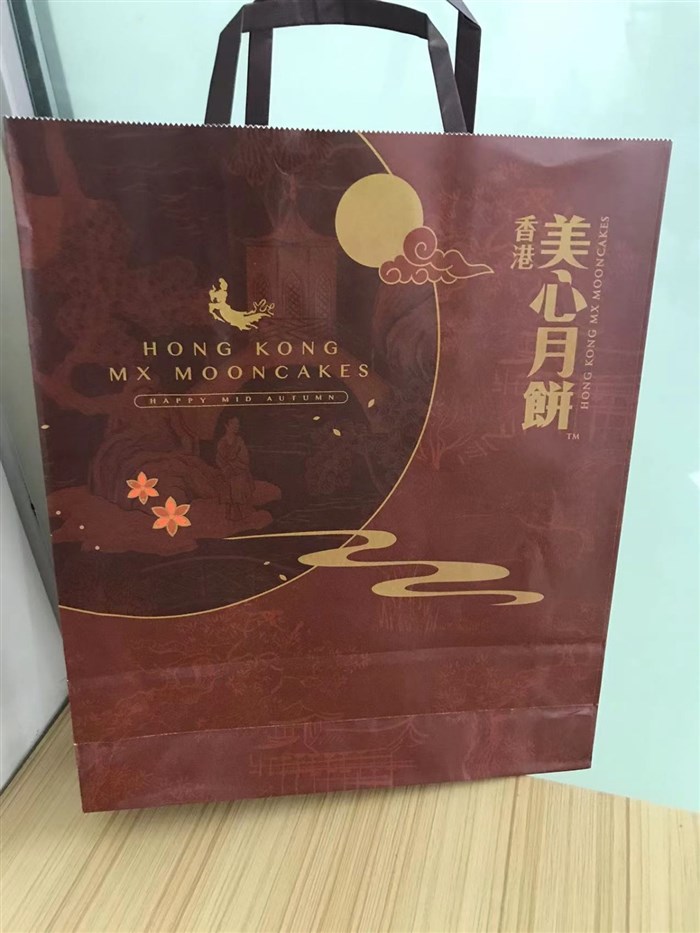 HONG KONG
MX MOONCAKES
HAPPY MID AUTUMN
香港
美心月餅
TM
HONG KONG MX MOONCAKES